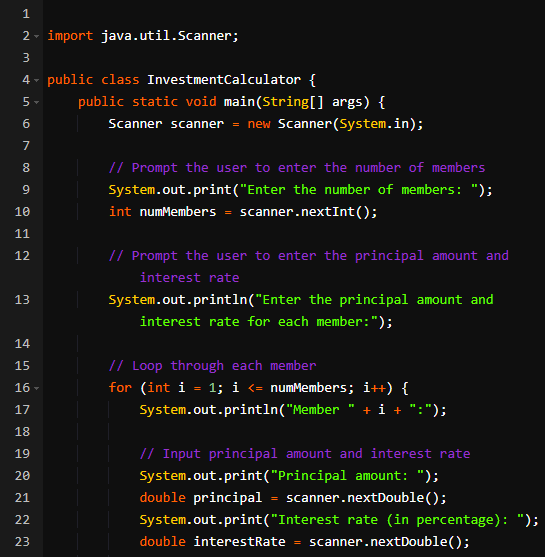 1
2 import java.util.Scanner;
3
4 public class InvestmentCalculator {
5 public static void main(String[] args) {
6 Scanner scanner = new Scanner(System.in);
7
8 // Prompt the user to enter the number of members
9 System.out.print("Enter the number of members: ");
10 int numMembers = scanner.nextInt();
11
12 // Prompt the user to enter the principal amount and
interest rate
13 System.out.println("Enter the principal amount and
interest rate for each member:");
14
15 // Loop through each member
16 for (int i = 1; i <= numMembers; i++) {
17 System.out.println("Member " + i + ":");
18
19 // Input principal amount and interest rate
20 System.out.print("Principal amount: ");
21 double principal = scanner.nextDouble();
22 System.out.print("Interest rate (in percentage): ");
23 double interestRate = scanner.nextDouble();